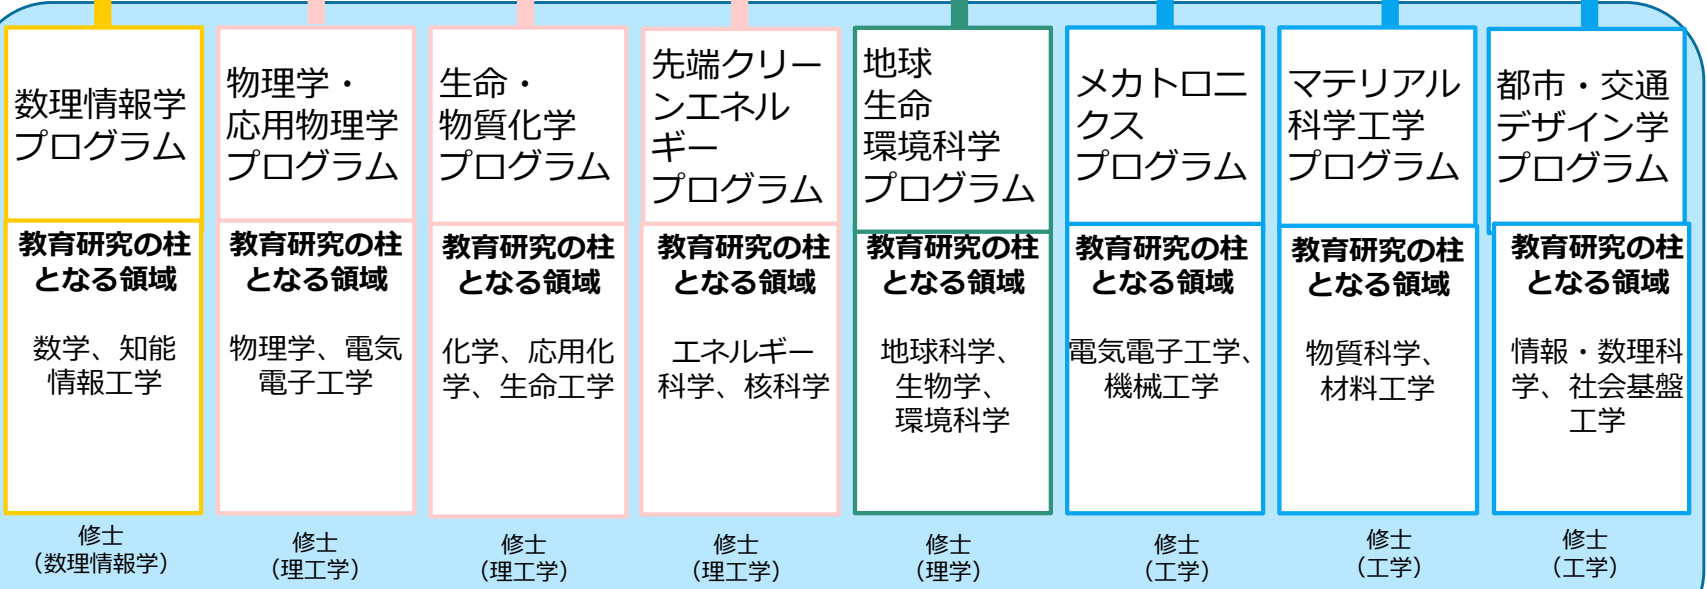 数理情報学
プログラム
教育研究の柱
となる領域
数学、知能
情報工学
修士
（数理情報学）
物理学・
応用物理学
プログラム
教育研究の柱
となる領域
物理学、電気
電子工学
修士
（理工学）
生命・
物質化学
プログラム
教育研究の柱
となる領域
化学、応用化
学、生命工学
修士
（理工学）
先端クリー
ンエネル
ギー
プログラム
教育研究の柱
となる領域
エネルギー
科学、核科学
修士
（理工学）
地球
生命
環境科学
プログラム
教育研究の柱
となる領域
地球科学、
生物学、
環境科学
修士
（理学）
メカトロニ
クス
プログラム
教育研究の柱
となる領域
電気電子工学、
機械工学
修士
（工学）
マテリアル
科学工学
プログラム
教育研究の柱
となる領域
物質科学、
材料工学
修士
（工学）
都市・交通
デザイン学
プログラム
教育研究の柱
となる領域
情報・数理科
学、社会基盤
工学
修士
（工学）